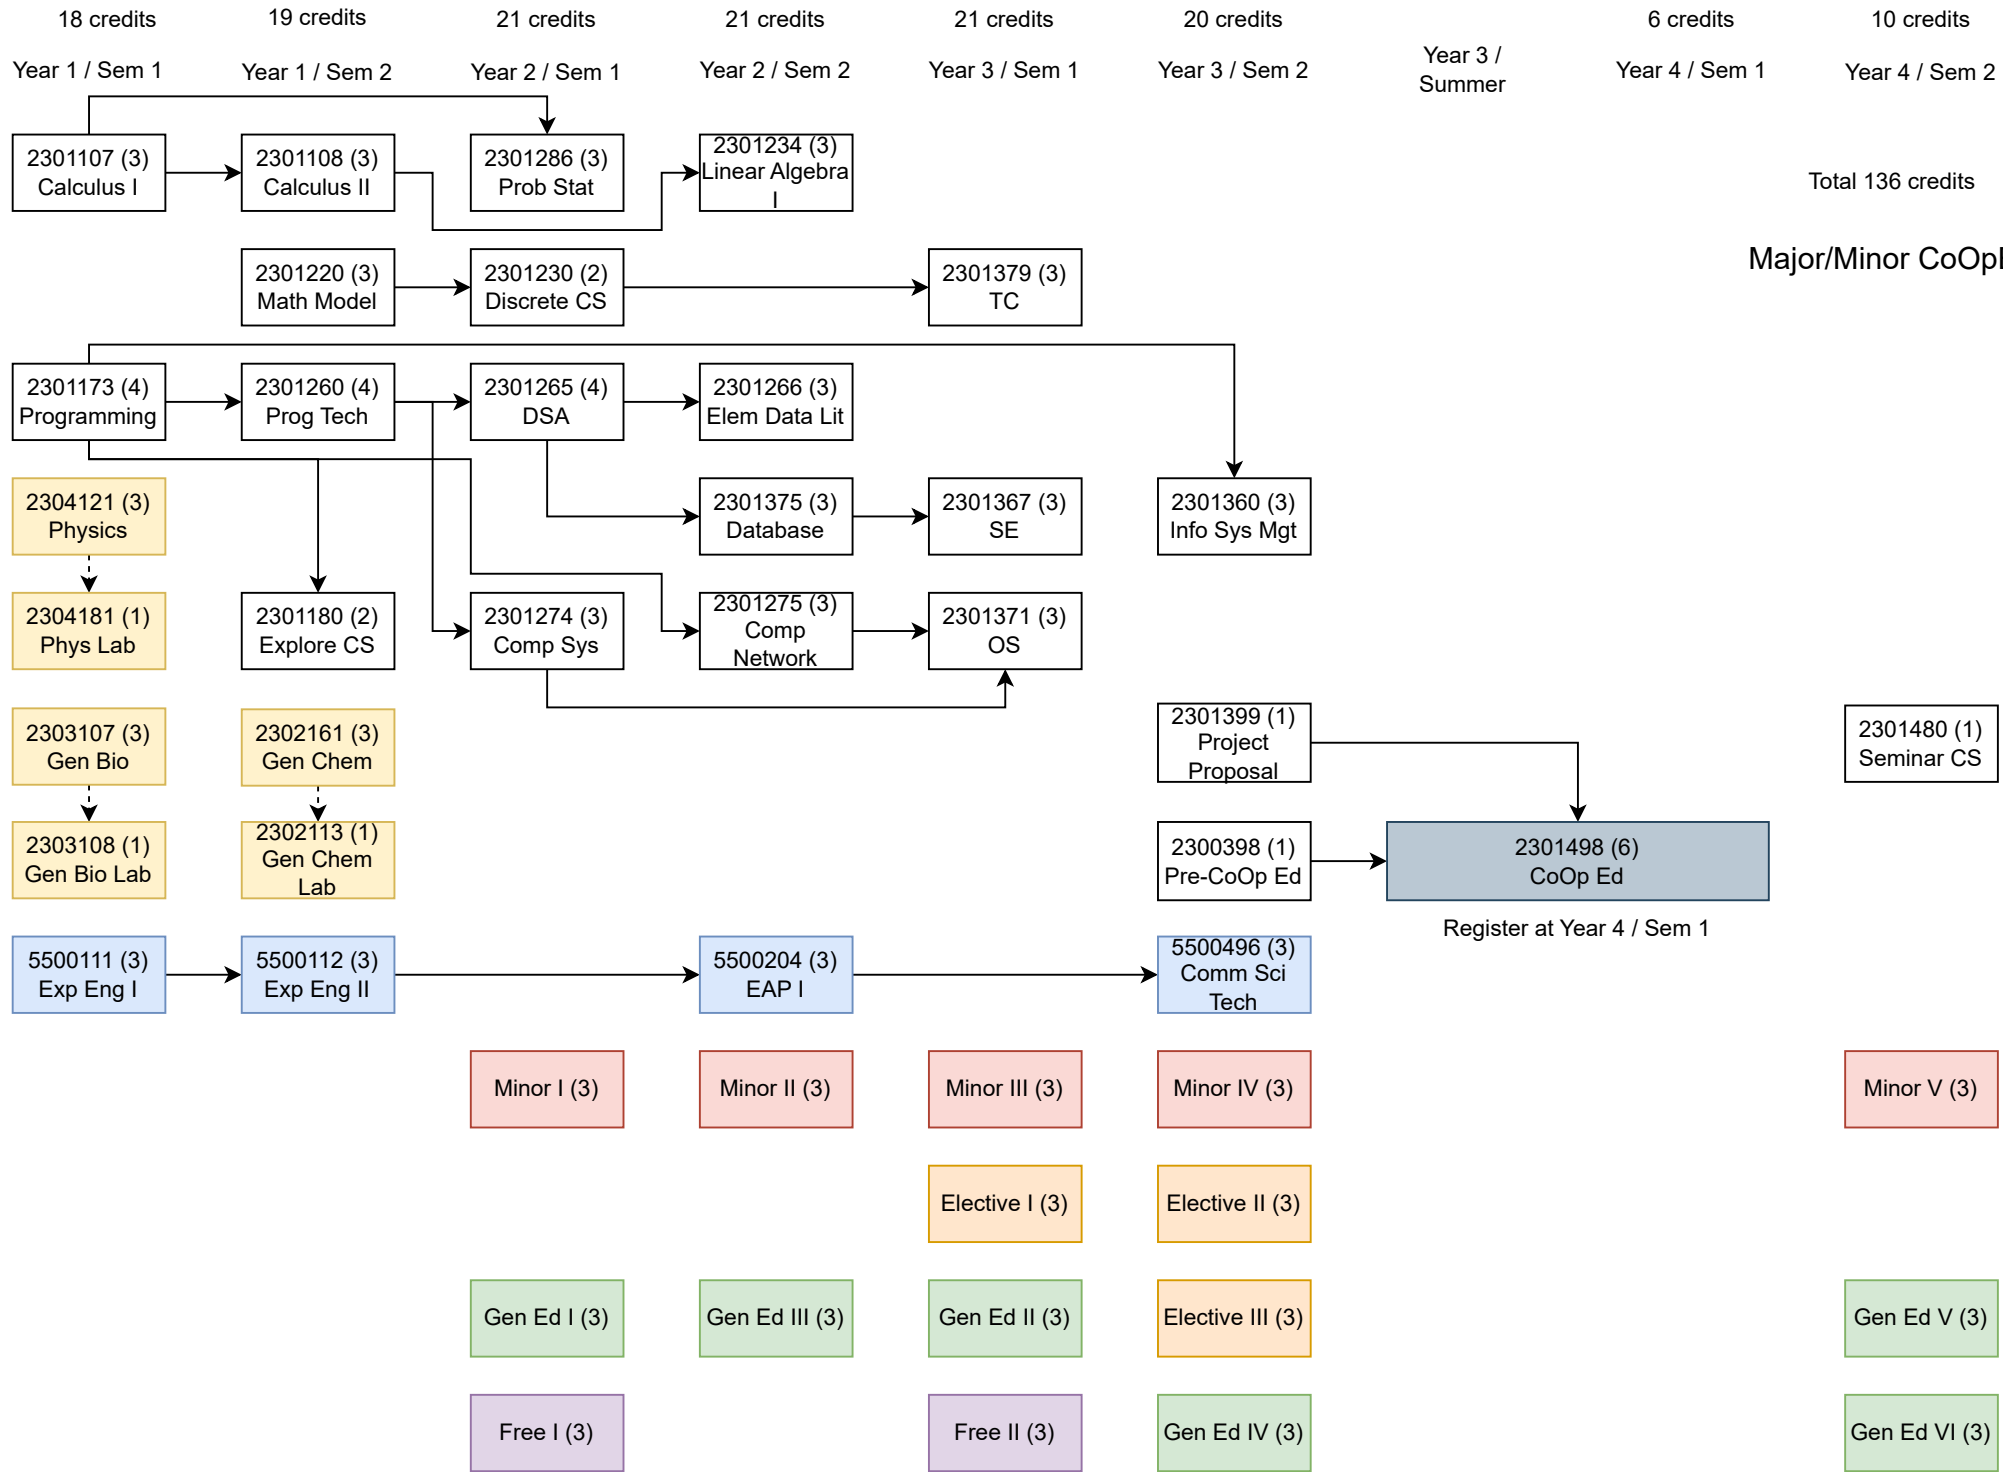 18 credits
19 credits
21 credits
21 credits
21 credits
20 credits
6 credits
10 credits
Year 1 / Sem 1
Year 1 / Sem 2
Year 2 / Sem 1
Year 2 / Sem 2
Year 3 / Sem 1
Year 3 / Sem 2
Year 3 /
Summer
Year 4 / Sem 1
Year 4 / Sem 2
2301107 (3)
Calculus I
2301108 (3)
Calculus II
2301286 (3)
Prob Stat
2301234 (3)
Linear Algebra
I
Total 136 credits
2301220 (3)
Math Model
2301230 (2)
Discrete CS
2301379 (3)
TC
Major/Minor CoOp
2301173 (4)
Programming
2301260 (4)
Prog Tech
2301265 (4)
DSA
2301266 (3)
Elem Data Lit
2304121 (3)
Physics
2301375 (3)
Database
2301367 (3)
SE
2301360 (3)
Info Sys Mgt
2304181 (1)
Phys Lab
2301180 (2)
Explore CS
2301274 (3)
Comp Sys
2301275 (3)
Comp
Network
2301371 (3)
OS
2303107 (3)
Gen Bio
2302161 (3)
Gen Chem
2301399 (1)
Project
Proposal
2301480 (1)
Seminar CS
2303108 (1)
Gen Bio Lab
2302113 (1)
Gen Chem
Lab
2300398 (1)
Pre-CoOp Ed
2301498 (6)
CoOp Ed
Register at Year 4 / Sem 1
5500111 (3)
Exp Eng I
5500112 (3)
Exp Eng II
5500204 (3)
EAP I
5500496 (3)
Comm Sci
Tech
Minor I (3)
Minor II (3)
Minor III (3)
Minor IV (3)
Minor V (3)
Elective I (3)
Elective II (3)
Gen Ed I (3)
Gen Ed III (3)
Gen Ed II (3)
Elective III (3)
Gen Ed V (3)
Free I (3)
Free II (3)
Gen Ed IV (3)
Gen Ed VI (3)